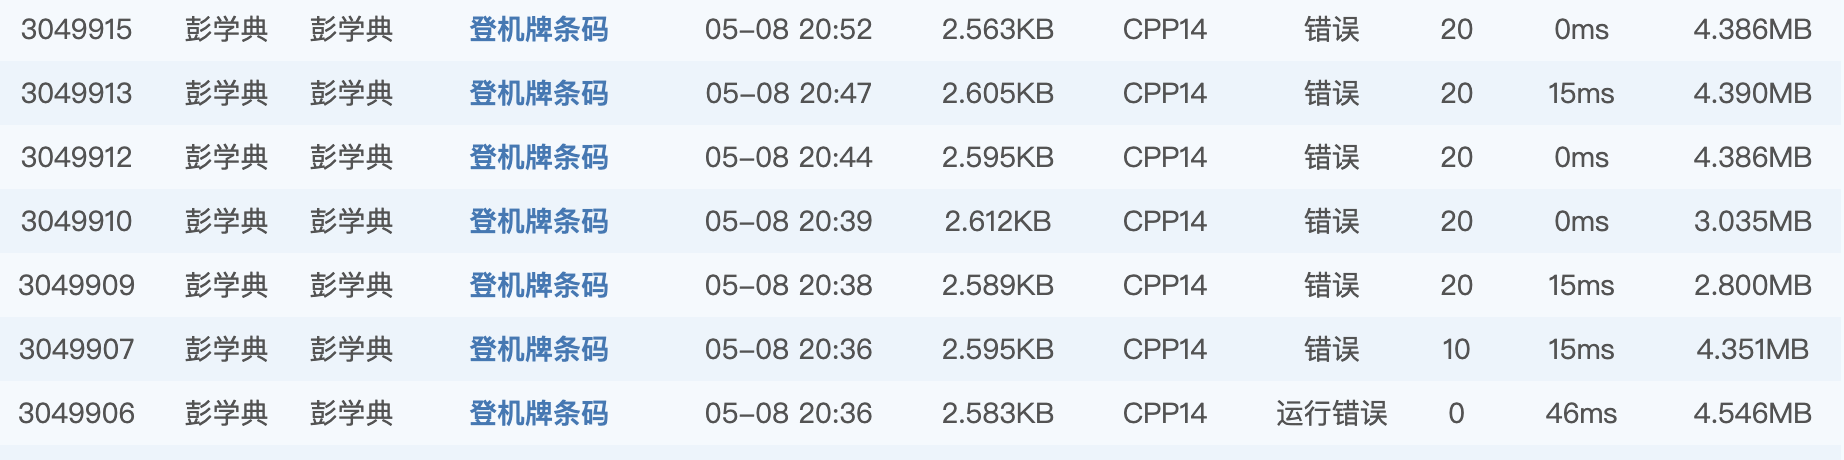 3049915 彭学典 彭学典 登机牌条码 05-08 20:52 2.563KB CPP14 错误 20 0ms 4.386MB
3049913 彭学典 彭学典 登机牌条码 05-08 20:47 2.605KB CPP14 错误 20 15ms 4.390MB
3049912 彭学典 彭学典 登机牌条码 05-08 20:44 2.595KB CPP14 错误 20 0ms 4.386MB
3049910 彭学典 彭学典 登机牌条码 05-08 20:39 2.612KB CPP14 错误 20 0ms 3.035MB
3049909 彭学典 彭学典 登机牌条码 05-08 20:38 2.589KB CPP14 错误 20 15ms 2.800MB
3049907 彭学典 彭学典 登机牌条码 05-08 20:36 2.595KB CPP14 错误 10 15ms 4.351MB
3049906 彭学典 彭学典 登机牌条码 05-08 20:36 2.583KB CPP14 运行错误 0 46ms 4.546MB